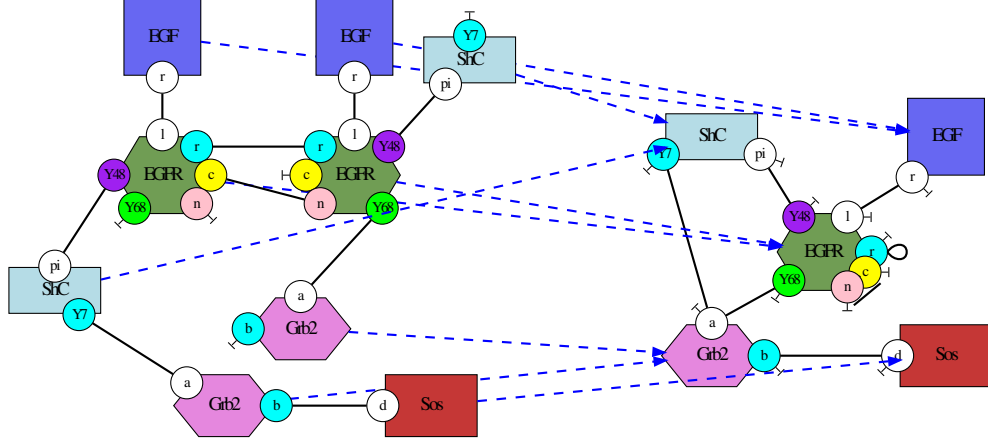 EGF
EGF
Y7
ShC
r
r
pi
l
l
r
r
Y48
Y48
EGFR
c
c
EGFR
Y68
n
n
Y68
pi
ShC
Y7
a
b
Grb2
a
Grb2
b
d
Sos
ShC
EGF
Y7
pi
r
Y48
l
EGFR
r
c
Y68
n
a
Grb2
b
d
Sos